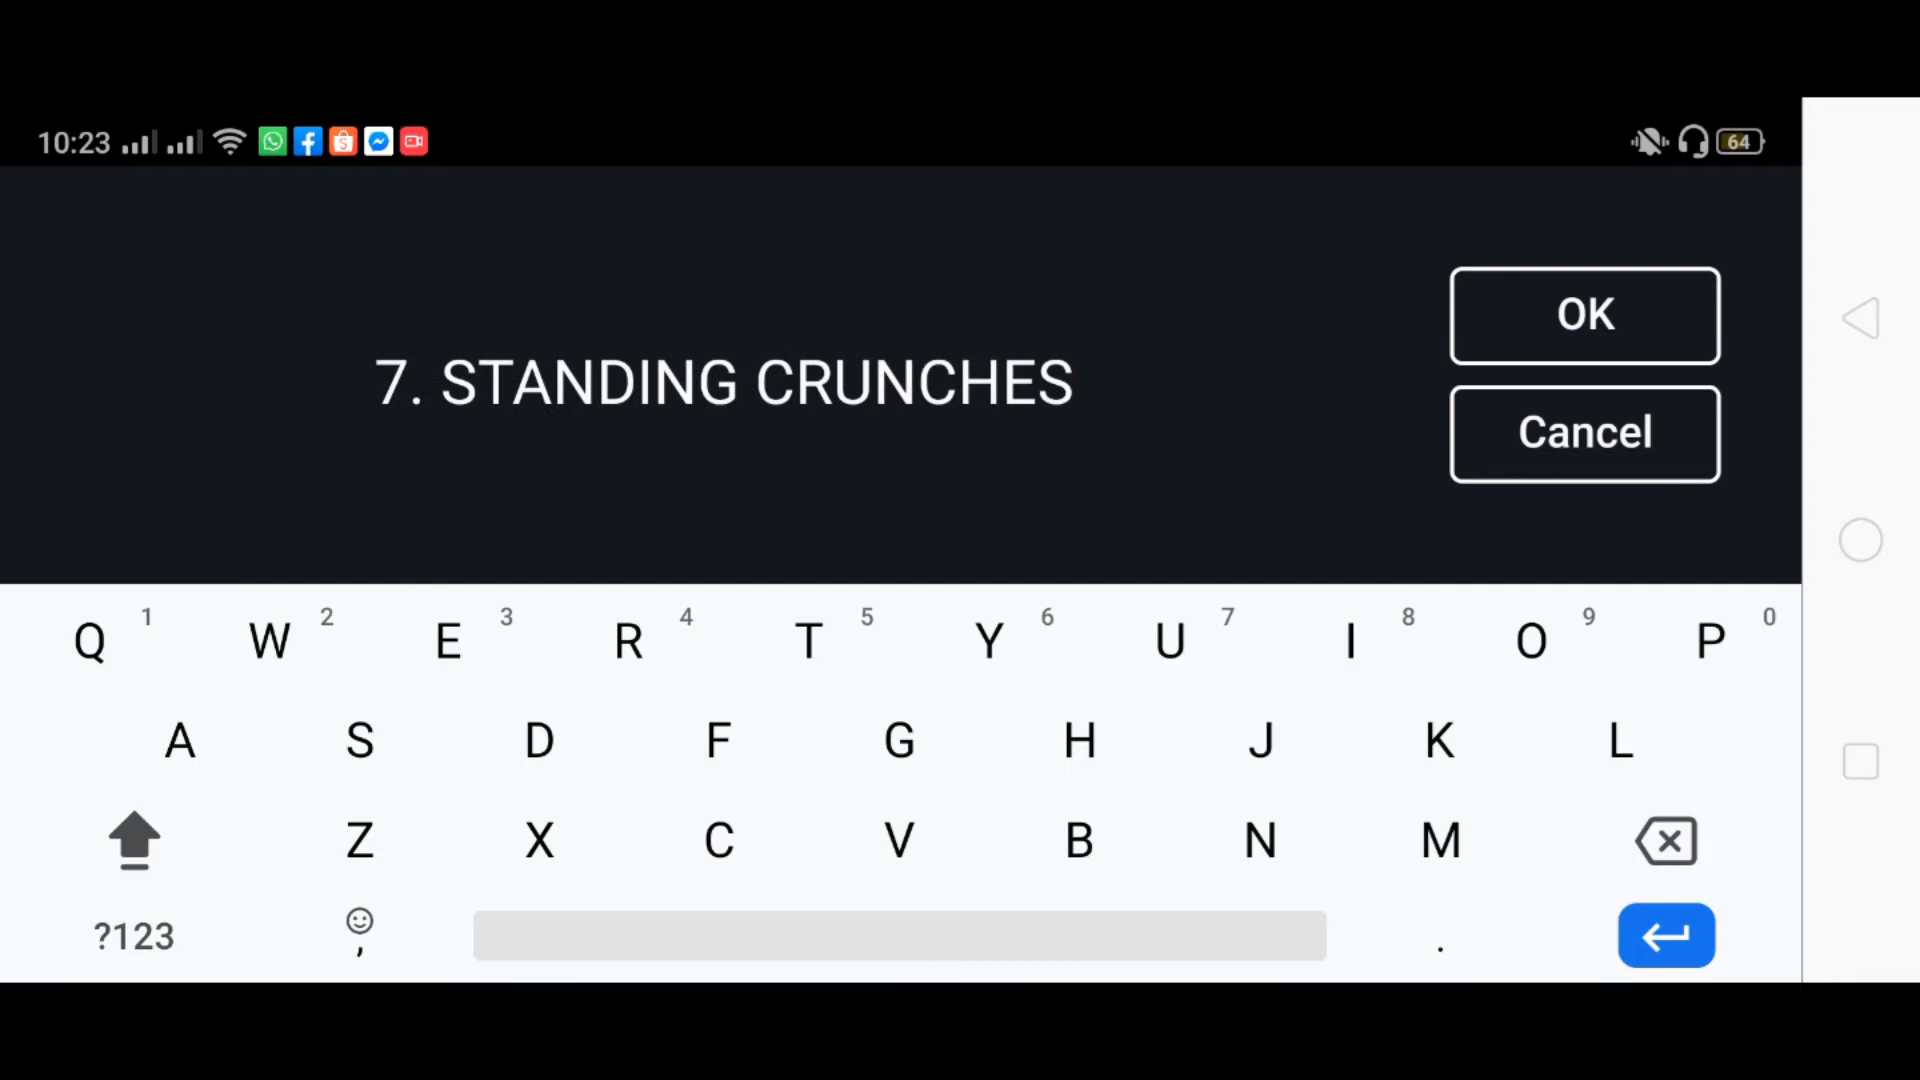 10:23
64
7. STANDING CRUNCHES
OK
Cancel
Q 1 W 2 E 3 R 4 T 5 Y 6 U 7 I 8 O 9 P 0
A S D F G H J K L
Z X C V B N M
?123 , .